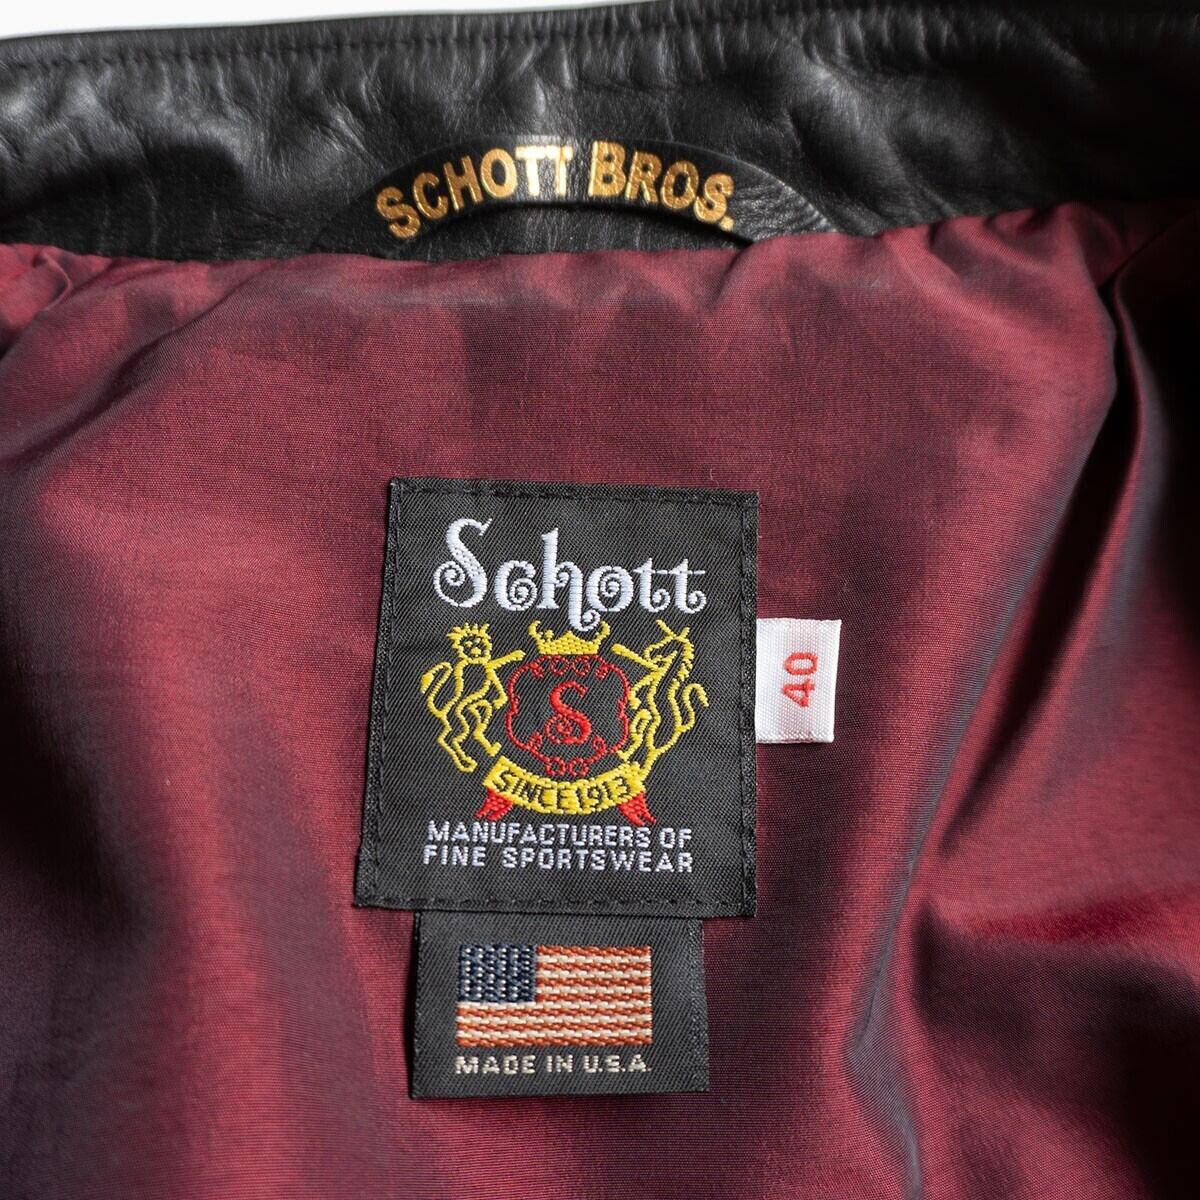 SCHOTT BROS.
Schott
S
SINCE 1913
MANUFACTURERS OF
FINE SPORTSWEAR
40
MADE IN U.S.A.